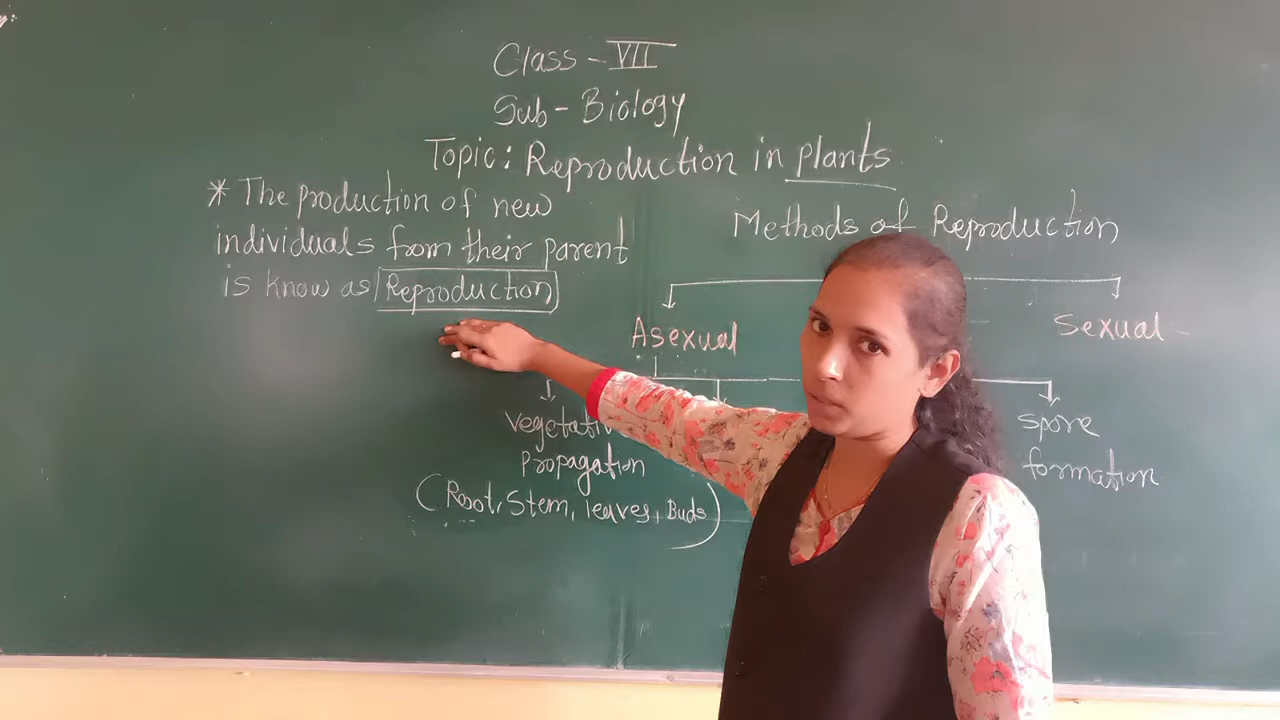 Class - VII
Sub - Biology
Topic: Reproduction in plants
* The production of new
individuals from their parent
is know as Reproduction
Methods of Reproduction
Asexual
Sexual
Propagation
(Root, Stem, leaves, Buds)
spore
formation